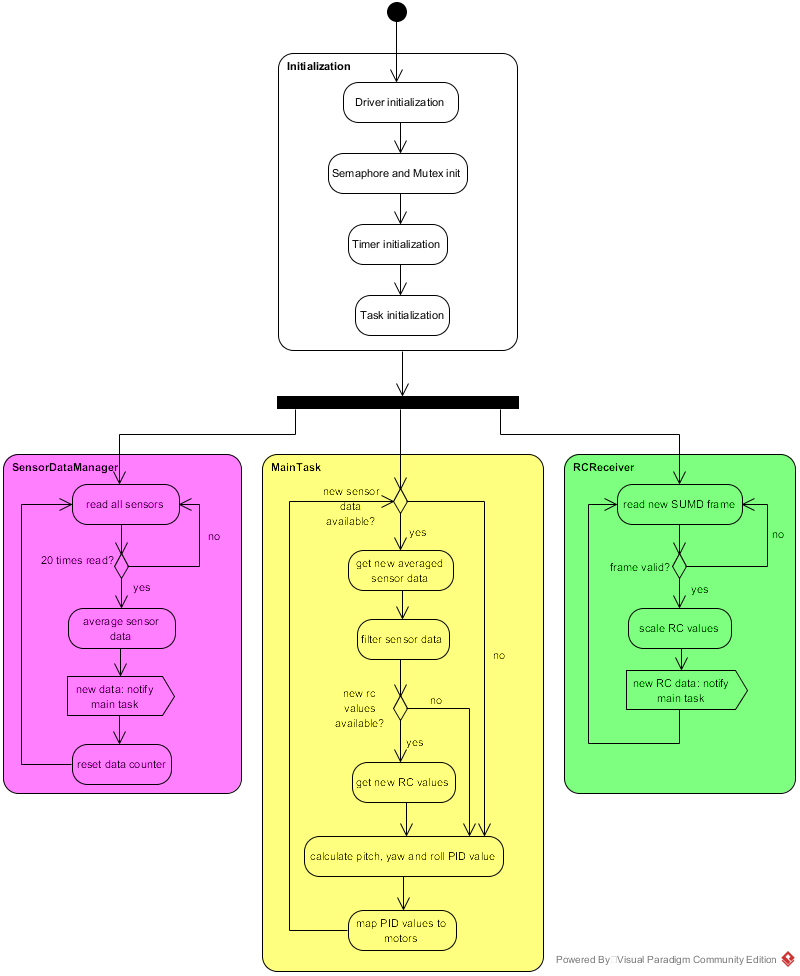 Initialization
Driver initialization
Semaphore and Mutex init
Timer initialization
Task initialization
SensorDataManager
read all sensors
no
20 times read?
yes
average sensor
data
new data: notify
main task
reset data counter
MainTask
new sensor
data
available?
yes
get new averaged
sensor data
filter sensor data
no
new rc
values
available?
no
yes
get new RC values
calculate pitch, yaw and roll PID value
map PID values to
motors
RCReceiver
read new SUMD frame
no
frame valid?
yes
scale RC values
new RC data: notify
main task
Powered By Visual Paradigm Community Edition